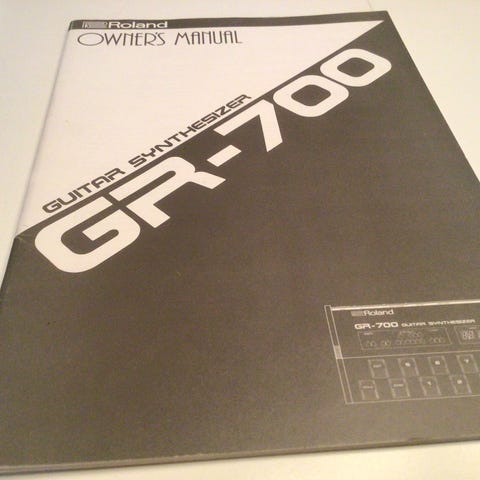 Roland
OWNER'S MANUAL
GUITAR SYNTHESIZER
GR-700
Roland
GR-700 GUITAR SYNTHESIZER